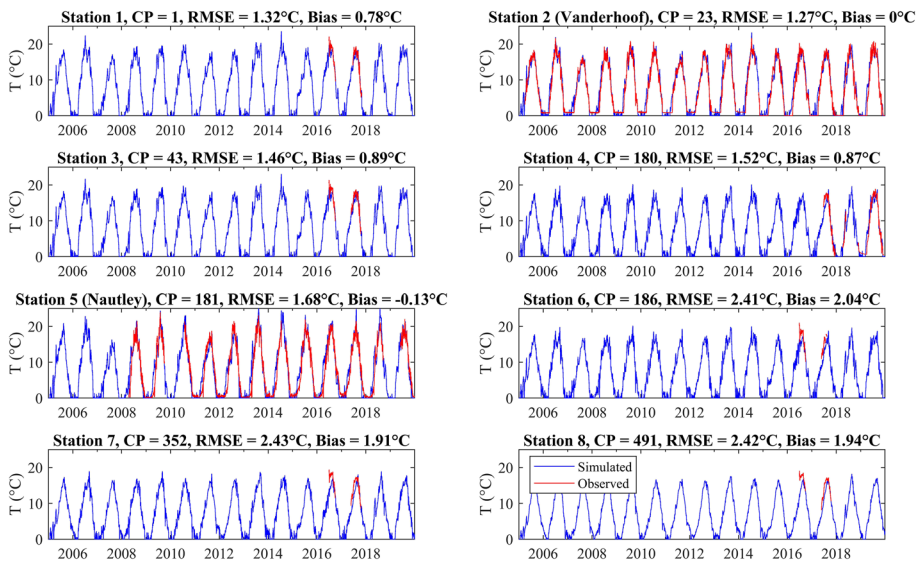 Station 1, CP = 1, RMSE = 1.32°C, Bias = 0.78°C
T (°C)
20
10
0
2006 2008 2010 2012 2014 2016 2018
Station 2 (Vanderhoof), CP = 23, RMSE = 1.27°C, Bias = 0°C
T (°C)
20
10
0
2006 2008 2010 2012 2014 2016 2018
Station 3, CP = 43, RMSE = 1.46°C, Bias = 0.89°C
T (°C)
20
10
0
2006 2008 2010 2012 2014 2016 2018
Station 4, CP = 180, RMSE = 1.52°C, Bias = 0.87°C
T (°C)
20
10
0
2006 2008 2010 2012 2014 2016 2018
Station 5 (Nautley), CP = 181, RMSE = 1.68°C, Bias = -0.13°C
T (°C)
20
10
0
2006 2008 2010 2012 2014 2016 2018
Station 6, CP = 186, RMSE = 2.41°C, Bias = 2.04°C
T (°C)
20
10
0
2006 2008 2010 2012 2014 2016 2018
Station 7, CP = 352, RMSE = 2.43°C, Bias = 1.91°C
T (°C)
20
10
0
2006 2008 2010 2012 2014 2016 2018
Station 8, CP = 491, RMSE = 2.42°C, Bias = 1.94°C
T (°C)
20
10
0
Simulated
Observed
2006 2008 2010 2012 2014 2016 2018